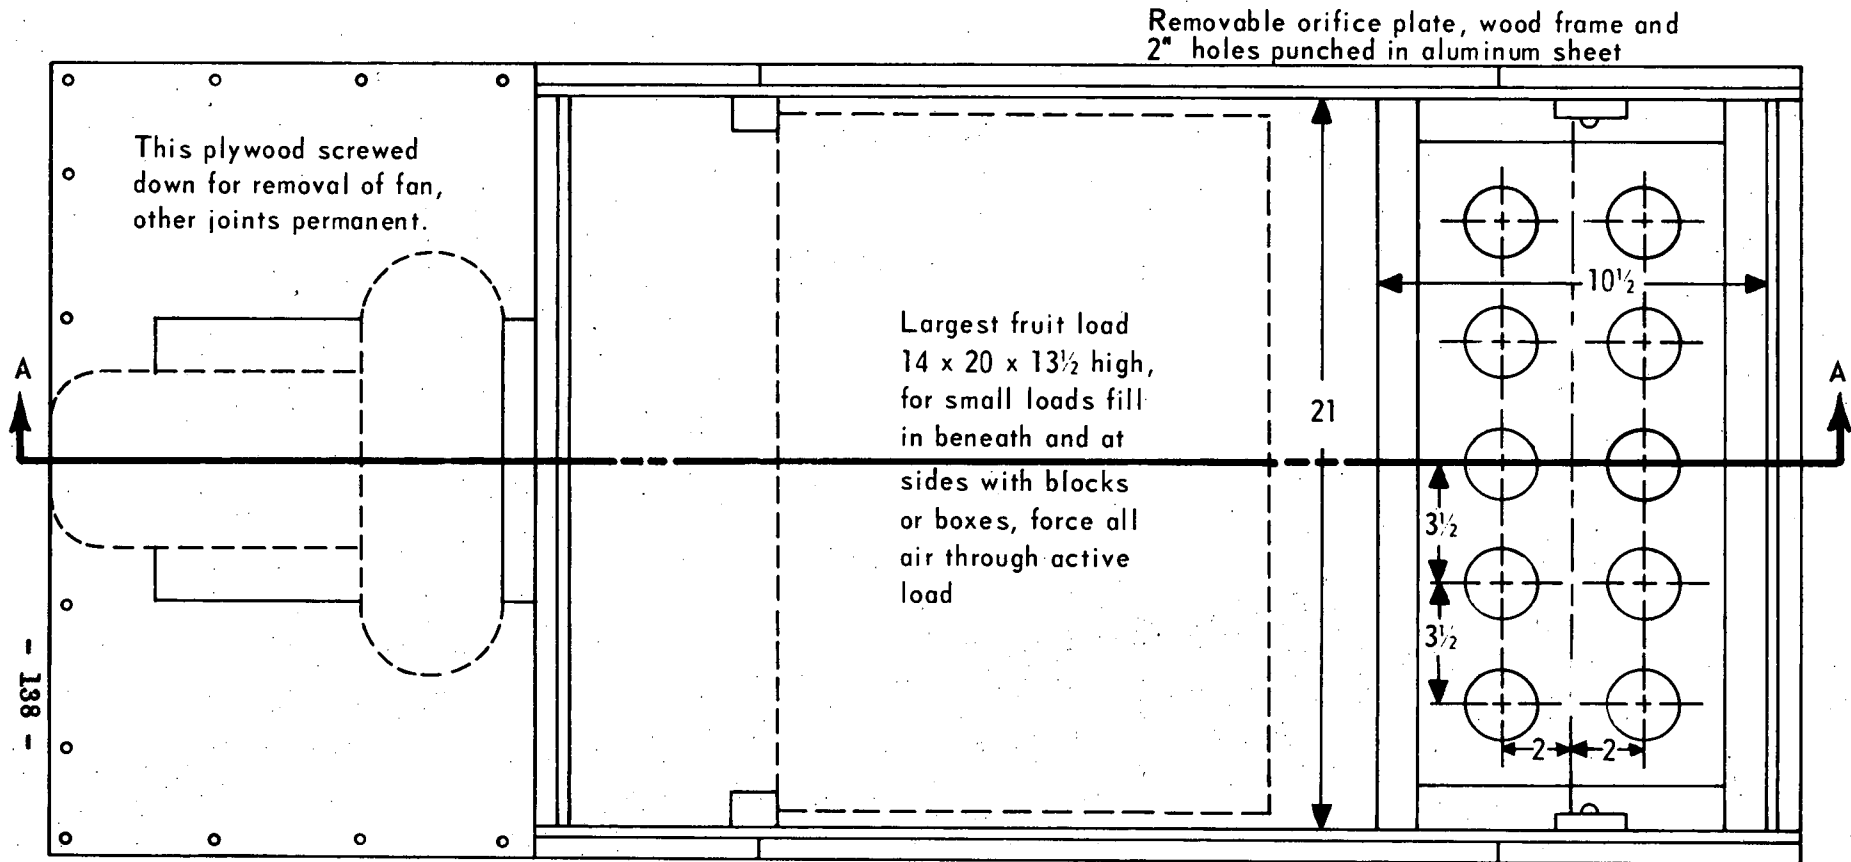 Removable orifice plate, wood frame and
2" holes punched in aluminum sheet
This plywood screwed
down for removal of fan,
other joints permanent.
10½
Largest fruit load
14 x 20 x 13½ high,
for small loads fill
in beneath and at
sides with blocks
or boxes, force all
air through active
load
A
A
21
3½
3½
2
2
- 138 -